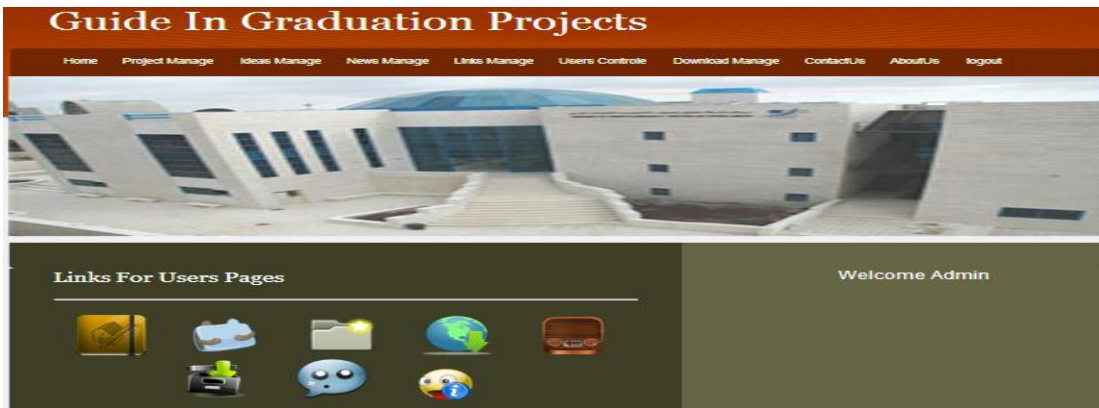 Guide In Graduation Projects
Home Project Manage Ideas Manage News Manage Links Manage Users Controle Download Manage ContactUs AboutUs logout
Links For Users Pages
Welcome Admin